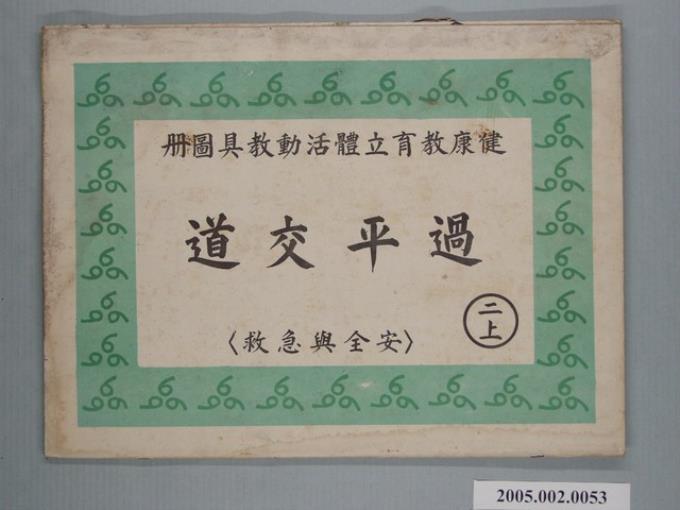 健康教育立體活動教具圖册
過平交道
二上
〈安全與急救〉
2005.002.0053